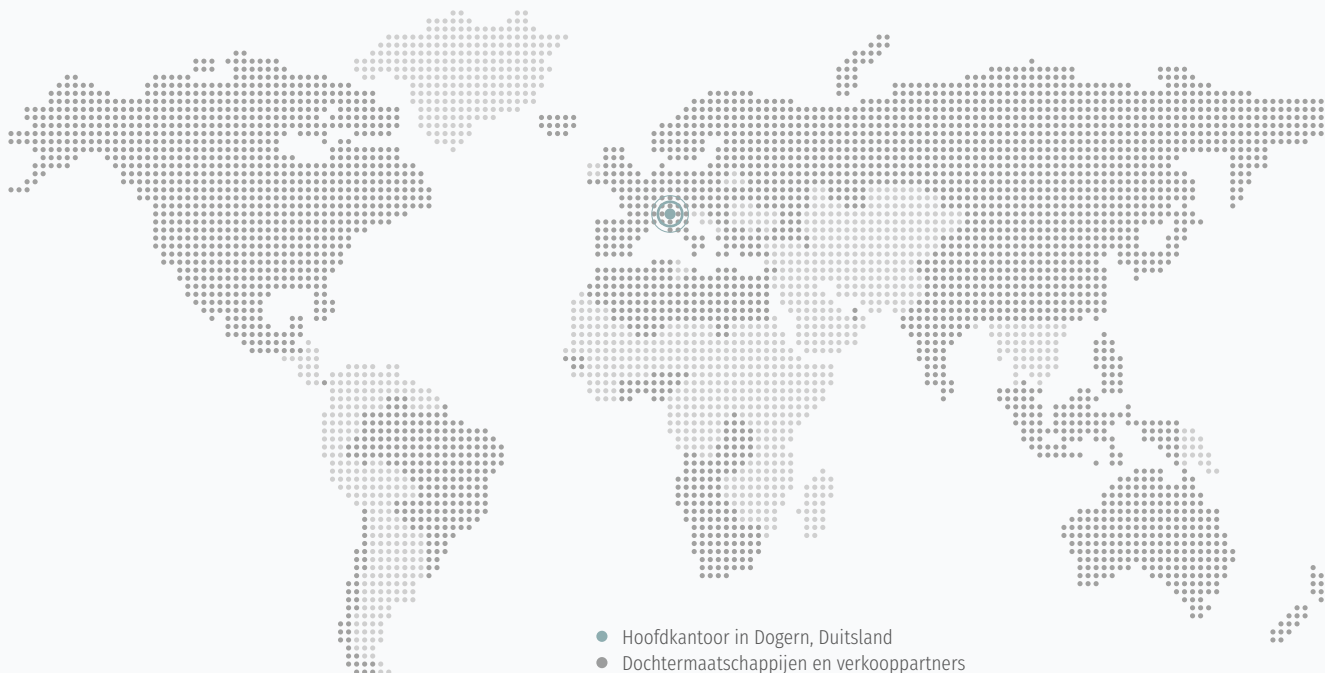 Hoofdkantoor in Dogern, Duitsland
Dochtermaatschappijen en verkooppartners